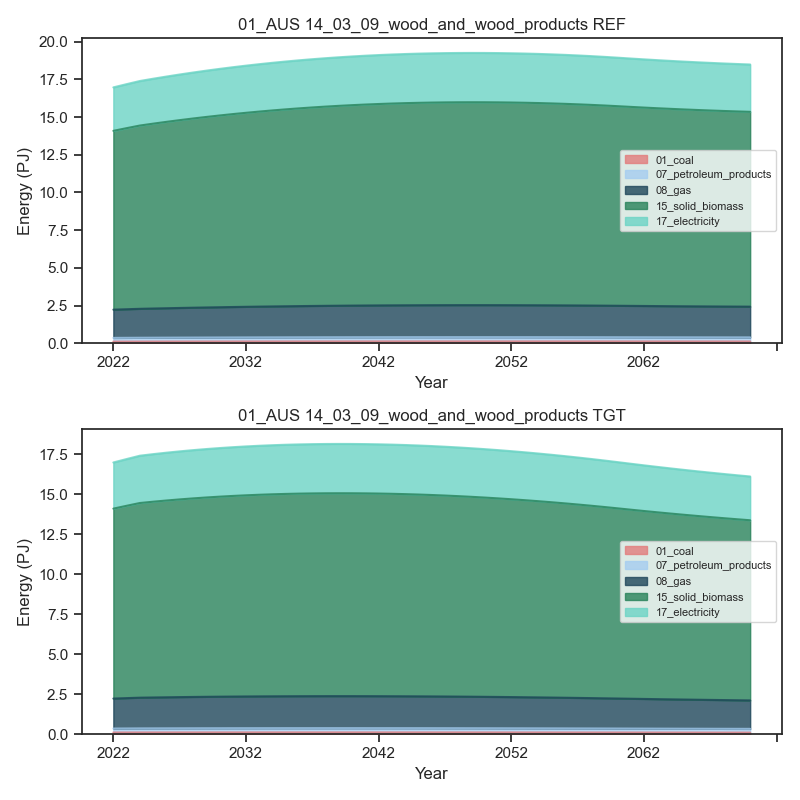 01_AUS 14_03_09_wood_and_wood_products REF
20.0
17.5
15.0
12.5
10.0
7.5
5.0
2.5
0.0
Energy (PJ)
01_coal
07_petroleum_products
08_gas
15_solid_biomass
17_electricity
2022 2032 2042 2052 2062
Year
01_AUS 14_03_09_wood_and_wood_products TGT
17.5
15.0
12.5
10.0
7.5
5.0
2.5
0.0
Energy (PJ)
01_coal
07_petroleum_products
08_gas
15_solid_biomass
17_electricity
2022 2032 2042 2052 2062
Year